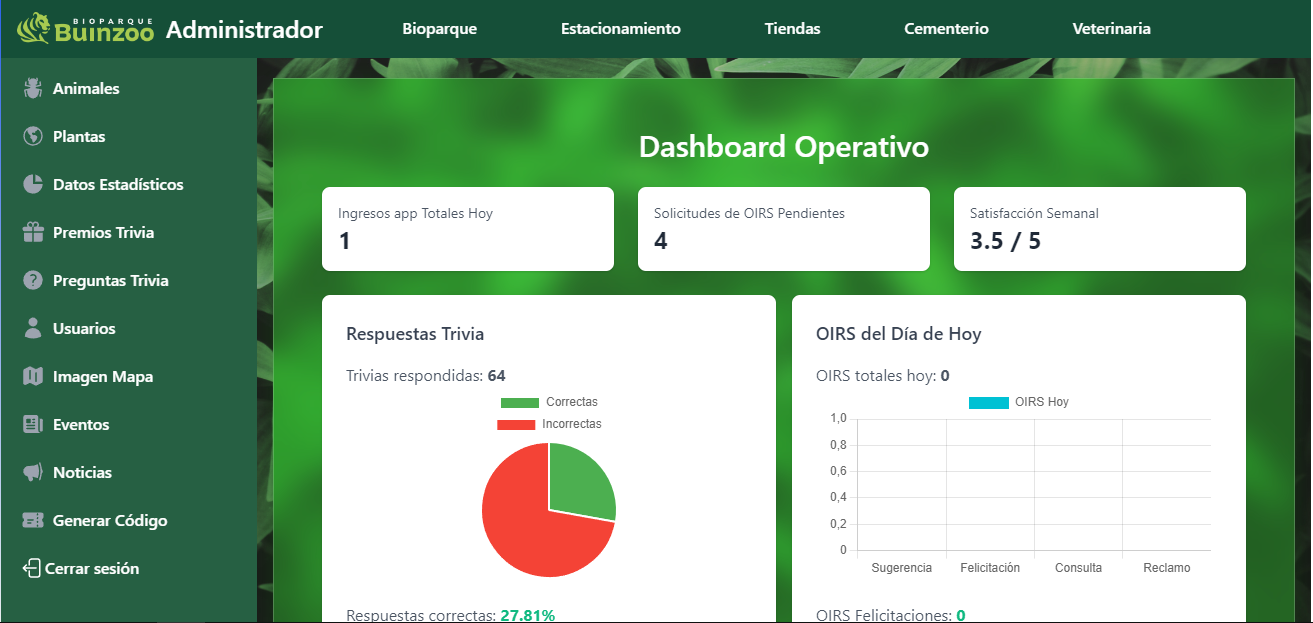 BIOPARQUE
Buinzoo
Administrador
Bioparque
Estacionamiento
Tiendas
Cementerio
Veterinaria
Animales
Plantas
Datos Estadísticos
Premios Trivia
Preguntas Trivia
Usuarios
Imagen Mapa
Eventos
Noticias
Generar Código
Cerrar sesión
Dashboard Operativo
Ingresos app Totales Hoy
1
Solicitudes de OIRS Pendientes
4
Satisfacción Semanal
3.5 / 5
Respuestas Trivia
Trivias respondidas: 64
Correctas
Incorrectas
Respuestas correctas: 27.81%
OIRS del Día de Hoy
OIRS totales hoy: 0
OIRS Hoy
1,0
0,8
0,6
0,4
0,2
0
Sugerencia Felicitación Consulta Reclamo
OIRS Felicitaciones: 0